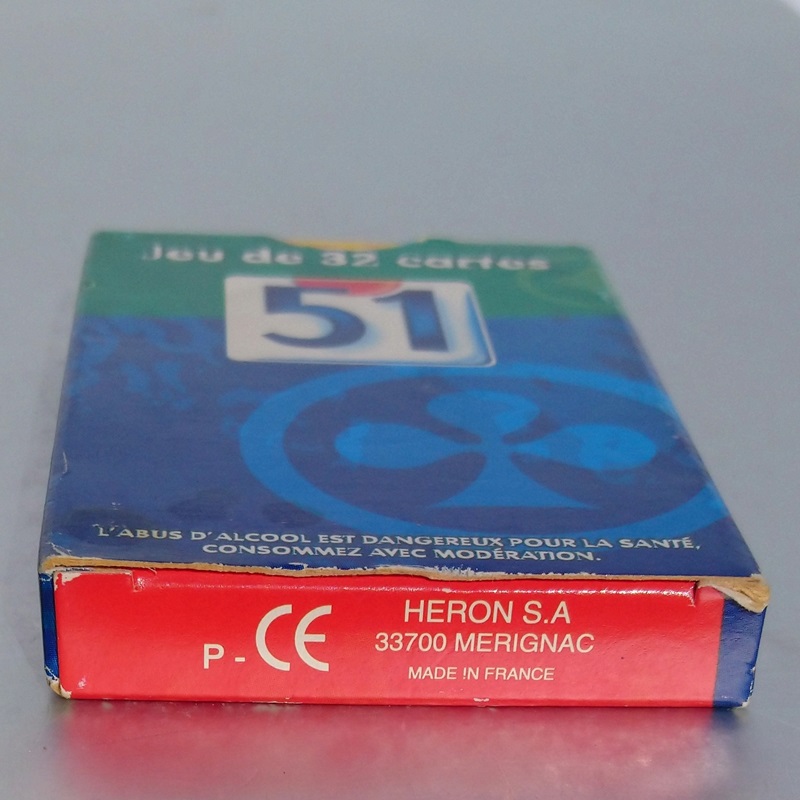 Jeu de 32 cartes
51
L'ABUS D'ALCOOL EST DANGEREUX POUR LA SANTÉ,
CONSOMMEZ AVEC MODÉRATION.
P - CE
HERON S.A
33700 MERIGNAC
MADE IN FRANCE